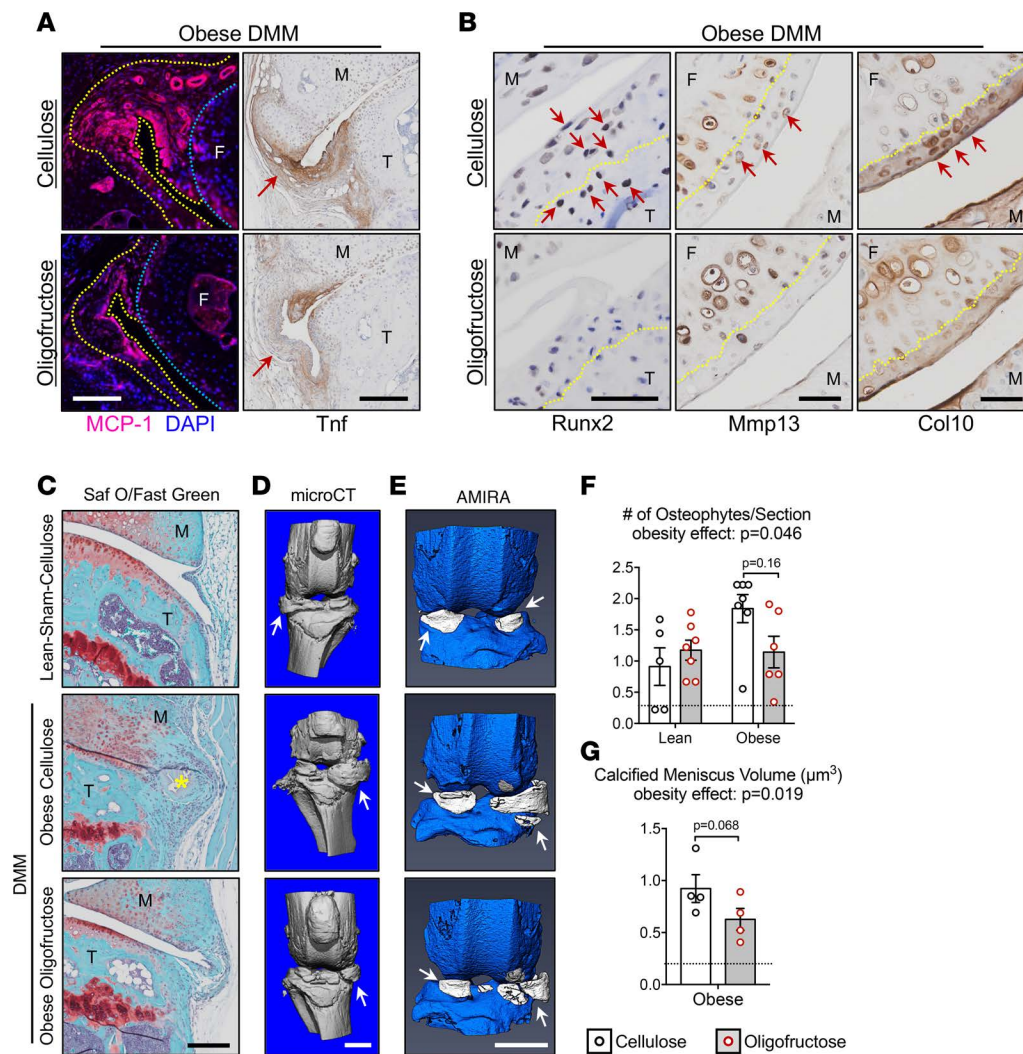 A
Obese DMM
Cellulose
Oligofructose
F
M
T
F
M
T
MCP-1 DAPI
Tnf
B
Obese DMM
M
T
F
M
F
M
M
T
F
M
F
M
Runx2
Mmp13
Col10
C
Saf O/Fast Green
D
microCT
E
AMIRA
Lean-Sham-Cellulose
M
T
DMM
Obese Cellulose
M
T
*
Obese Oligofructose
M
T
F
# of Osteophytes/Section
obesity effect: p=0.046
p=0.16
2.5
2.0
1.5
1.0
0.5
0.0
Lean
Obese
G
Calcified Meniscus Volume (µm³)
obesity effect: p=0.019
p=0.068
1.5
1.0
0.5
0.0
Obese
Cellulose
Oligofructose